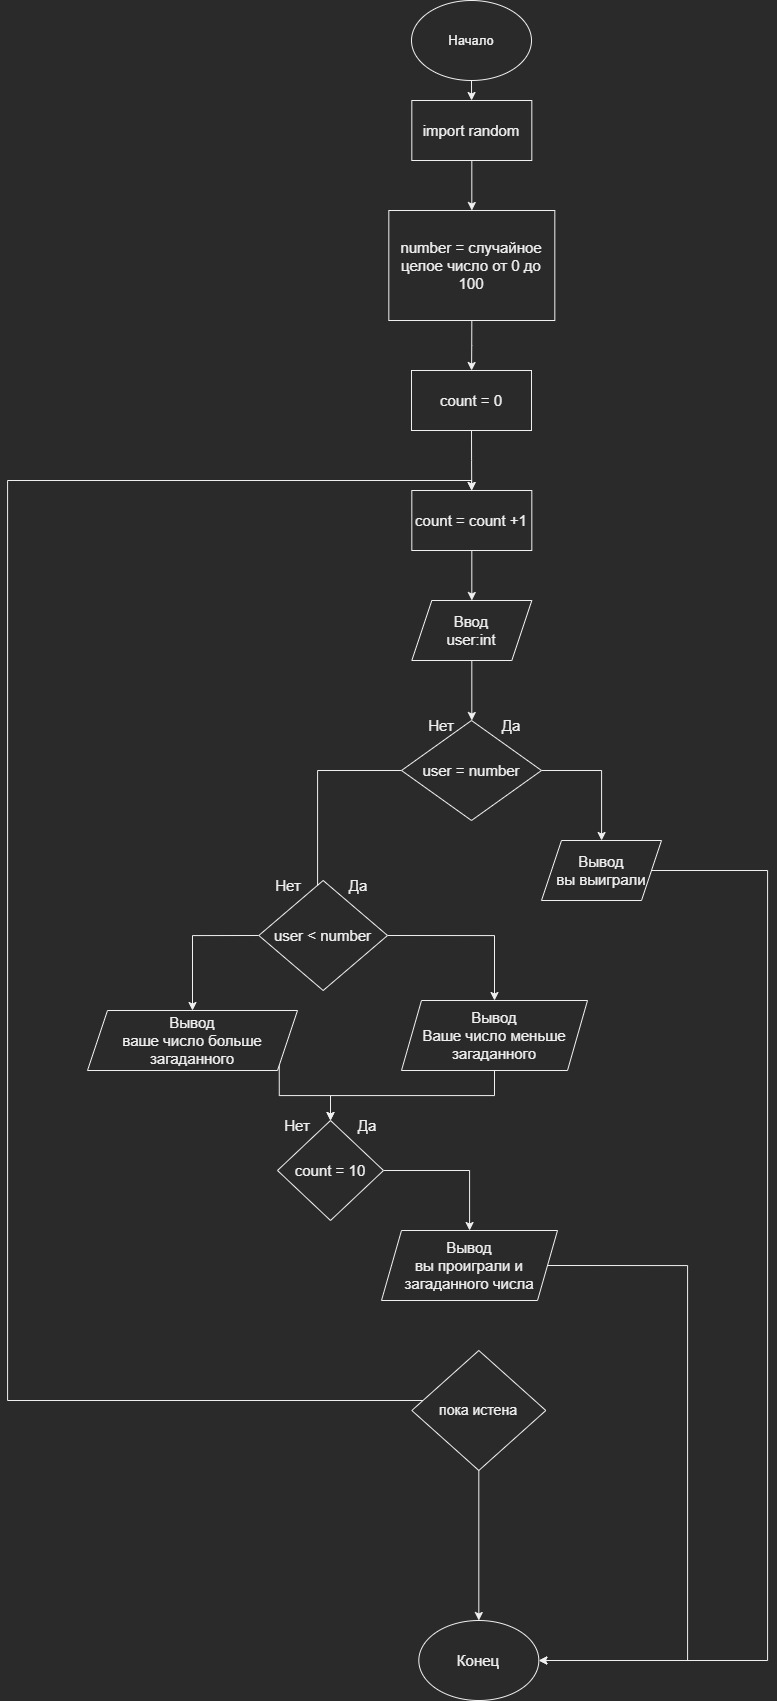 Начало
import random
number = случайное
целое число от 0 до
100
count = 0
count = count +1
Ввод
user:int
Нет
Да
user = number
Вывод
вы выиграли
Нет
Да
user < number
Вывод
ваше число больше
загаданного
Вывод
Ваше число меньше
загаданного
Нет
Да
count = 10
Вывод
вы проиграли и
загаданного числа
пока истена
Конец